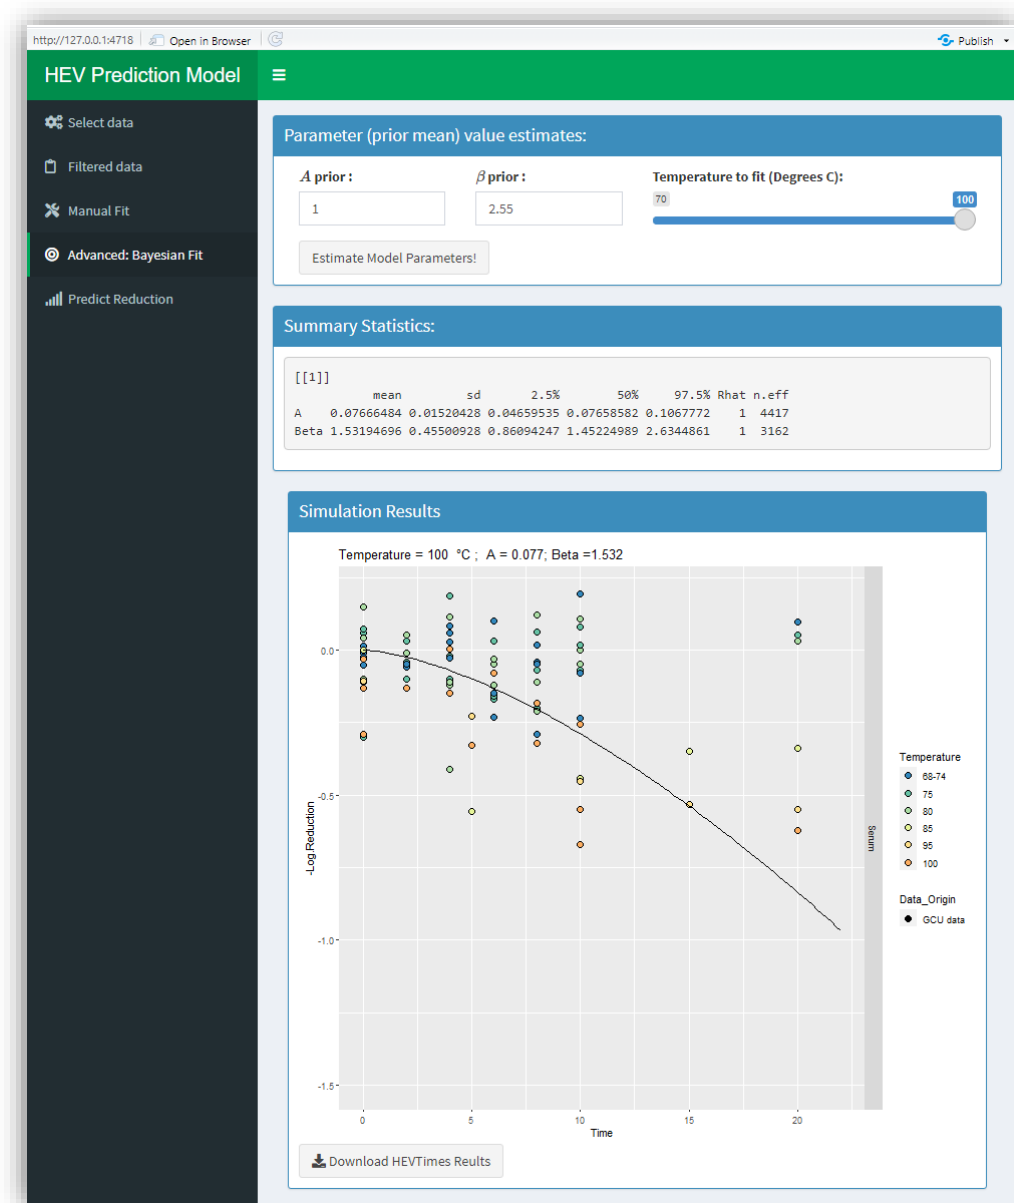 http://127.0.0.1:4718 Open in Browser Publish
HEV Prediction Model
Select data
Filtered data
Manual Fit
Advanced: Bayesian Fit
Predict Reduction
Parameter (prior mean) value estimates:
A prior : β prior : Temperature to fit (Degrees C):
1 2.55 70 100
Estimate Model Parameters!
Summary Statistics:
[[1]]
mean sd 2.5% 50% 97.5% Rhat n.eff
A 0.07666484 0.01520428 0.04659535 0.07658582 0.1067772 1 4417
Beta 1.53194696 0.45500928 0.86094247 1.45224989 2.6344861 1 3162
Simulation Results
Temperature = 100 °C ; A = 0.077; Beta =1.532
0.0
-0.5
-1.0
-1.5
-Log.Reduction
0 5 10 15 20
Time
Serum
Temperature
68-74
75
80
85
95
100
Data_Origin
GCU data
Download HEVTimes Reults